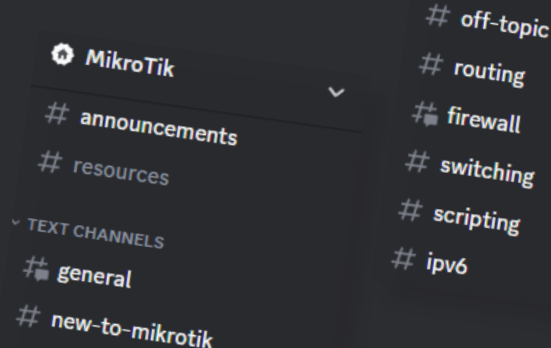 MikroTik
announcements
resources
TEXT CHANNELS
general
new-to-mikrotik
off-topic
routing
firewall
switching
scripting
ipv6